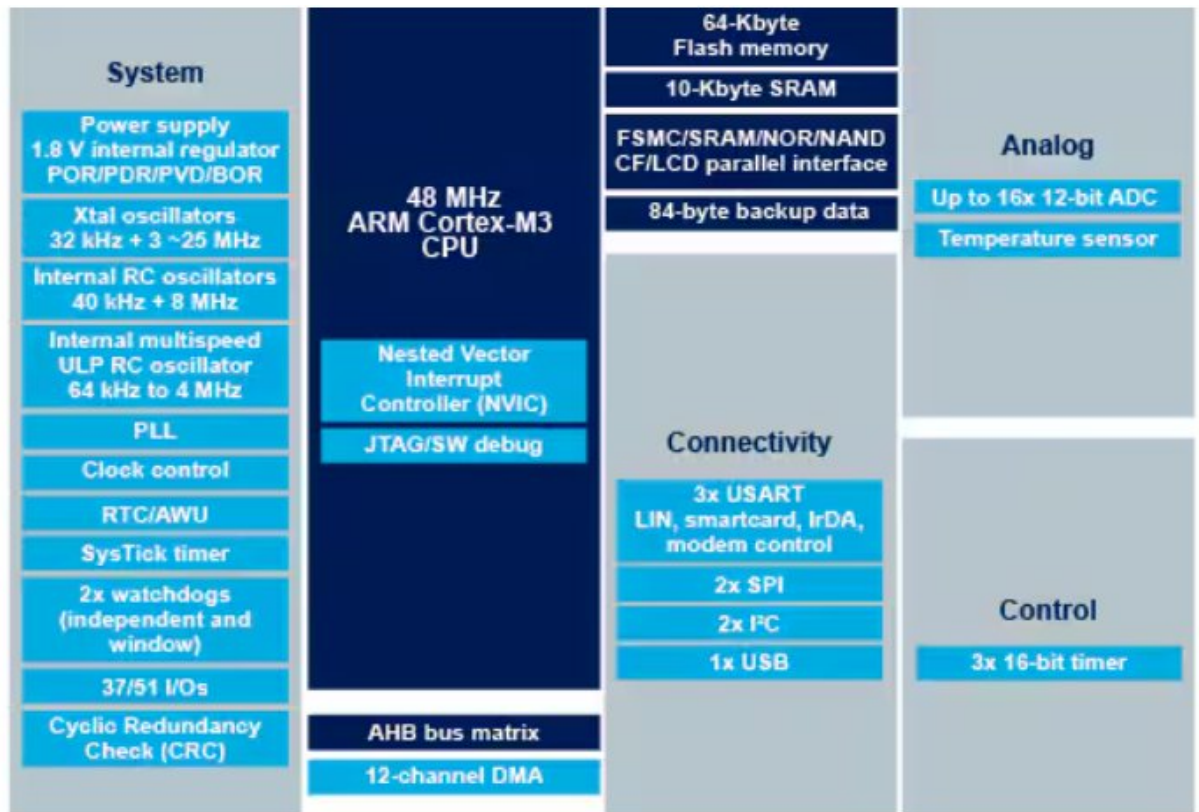 System
Power supply
1.8 V internal regulator
POR/PDR/PVD/BOR
Xtal oscillators
32 kHz + 3 ~25 MHz
Internal RC oscillators
40 kHz + 8 MHz
Internal multispeed
ULP RC oscillator
64 kHz to 4 MHz
PLL
Clock control
RTC/AWU
SysTick timer
2x watchdogs
(independent and
window)
37/51 I/Os
Cyclic Redundancy
Check (CRC)
48 MHz
ARM Cortex-M3
CPU
Nested Vector
Interrupt
Controller (NVIC)
JTAG/SW debug
AHB bus matrix
12-channel DMA
64-Kbyte
Flash memory
10-Kbyte SRAM
FSMC/SRAM/NOR/NAND
CF/LCD parallel interface
84-byte backup data
Connectivity
3x USART
LIN, smartcard, IrDA,
modem control
2x SPI
2x I²C
1x USB
Analog
Up to 16x 12-bit ADC
Temperature sensor
Control
3x 16-bit timer